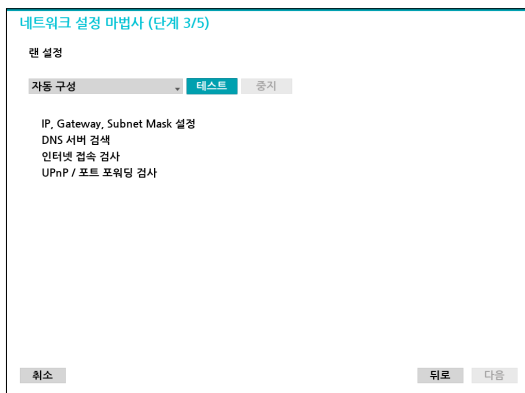 네트워크 설정 마법사 (단계 3/5)
랜 설정
자동 구성 테스트 중지
IP, Gateway, Subnet Mask 설정
DNS 서버 검색
인터넷 접속 검사
UPnP / 포트 포워딩 검사
취소 뒤로 다음